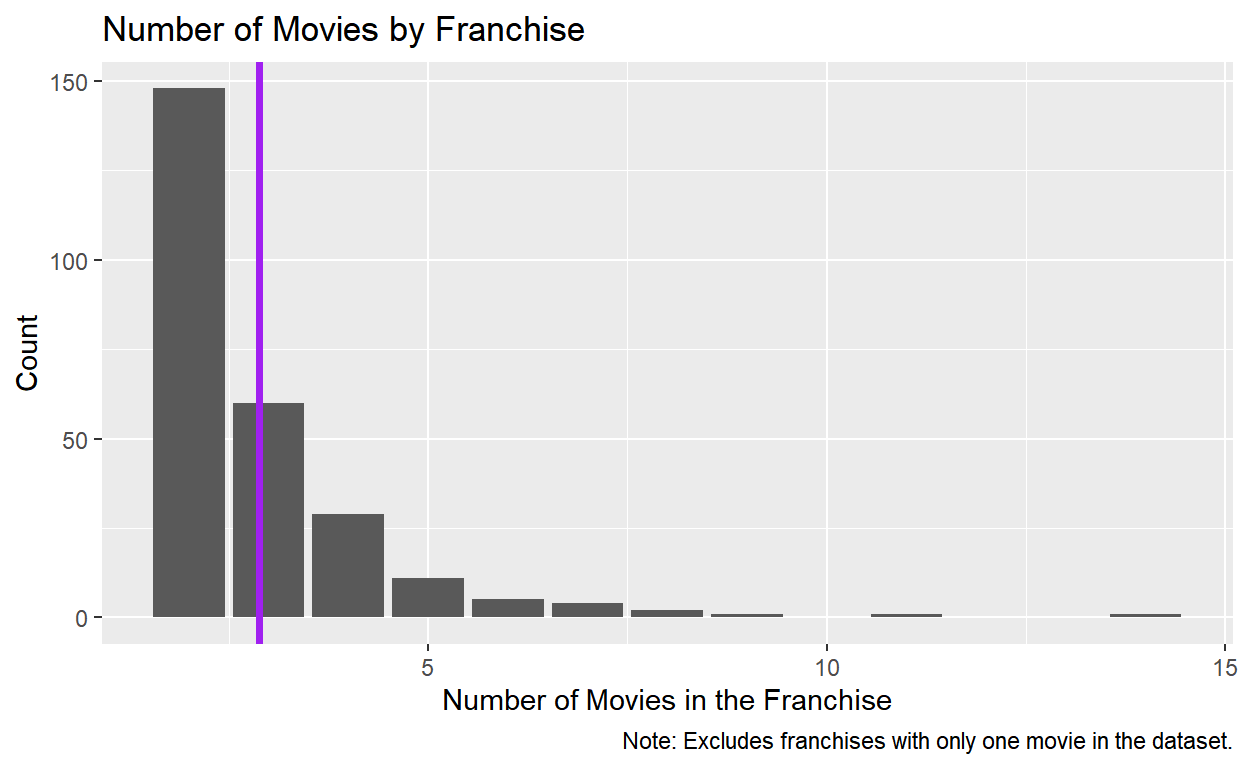 Number of Movies by Franchise
150
100
50
0
Count
5 10 15
Number of Movies in the Franchise
Note: Excludes franchises with only one movie in the dataset.